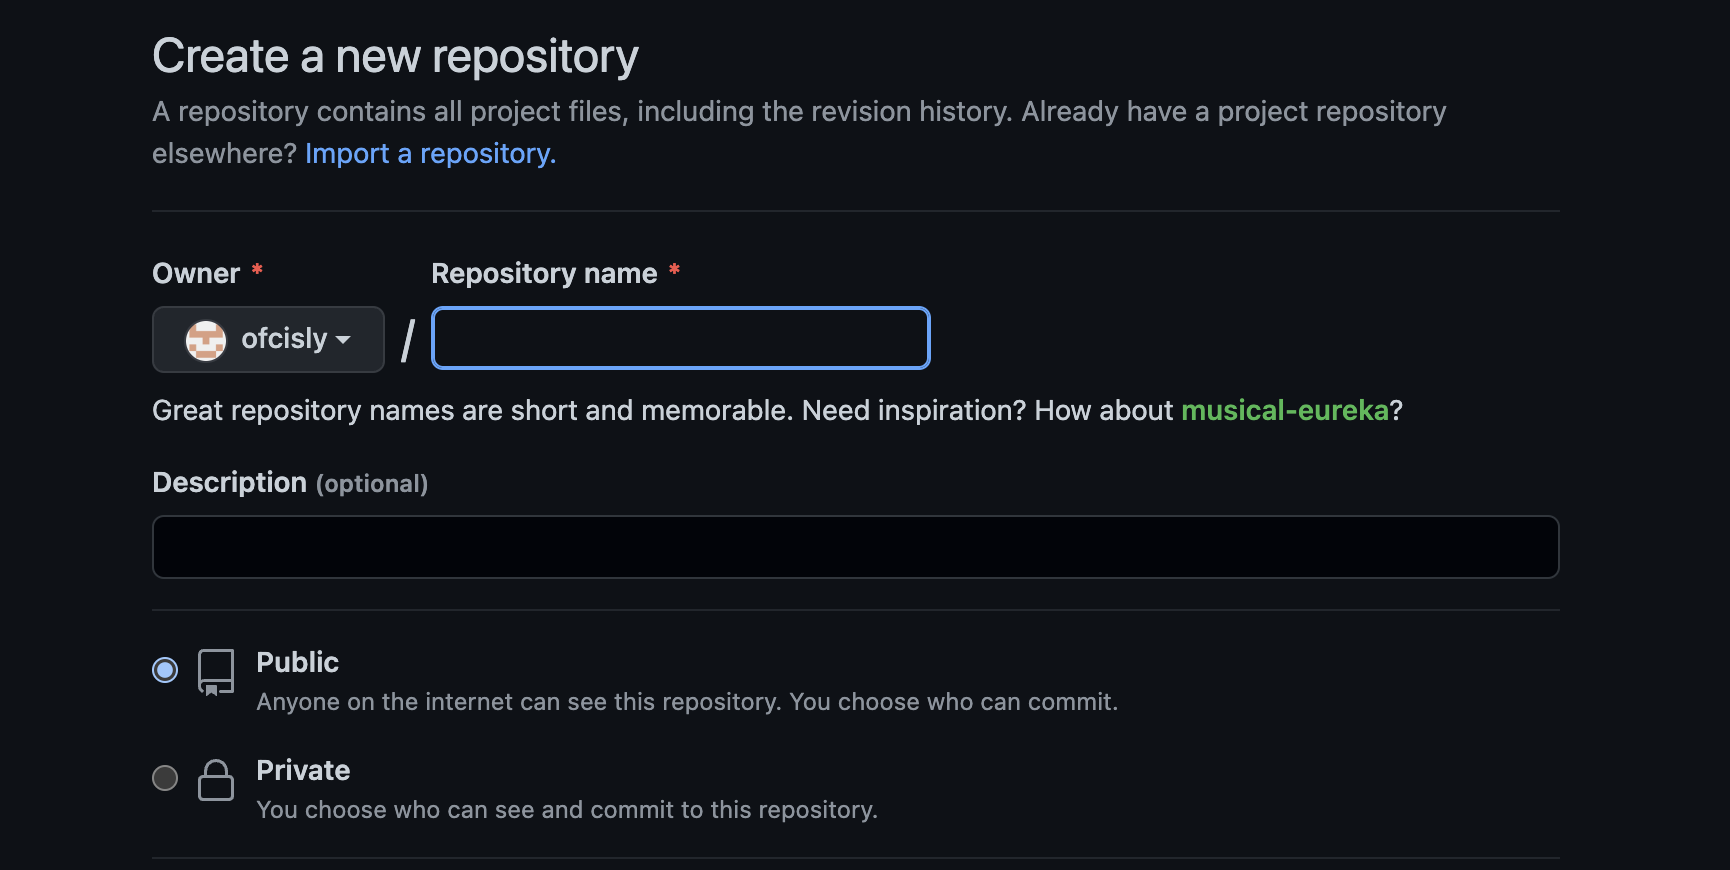 Create a new repository
A repository contains all project files, including the revision history. Already have a project repository
elsewhere? Import a repository.
Owner * Repository name *
ofcisly /
Great repository names are short and memorable. Need inspiration? How about musical-eureka?
Description (optional)
Public
Anyone on the internet can see this repository. You choose who can commit.
Private
You choose who can see and commit to this repository.